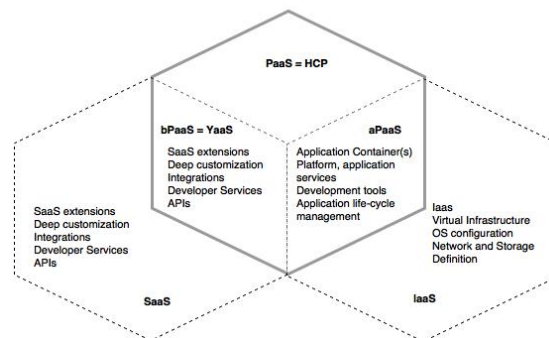 PaaS = HCP
bPaaS = YaaS
SaaS extensions
Deep customization
Integrations
Developer Services
APIs
aPaaS
Application Container(s)
Platform, application
services
Development tools
Application life-cycle
management
SaaS extensions
Deep customization
Integrations
Developer Services
APIs
SaaS
Iaas
Virtual Infrastructure
OS configuration
Network and Storage
Definition
IaaS